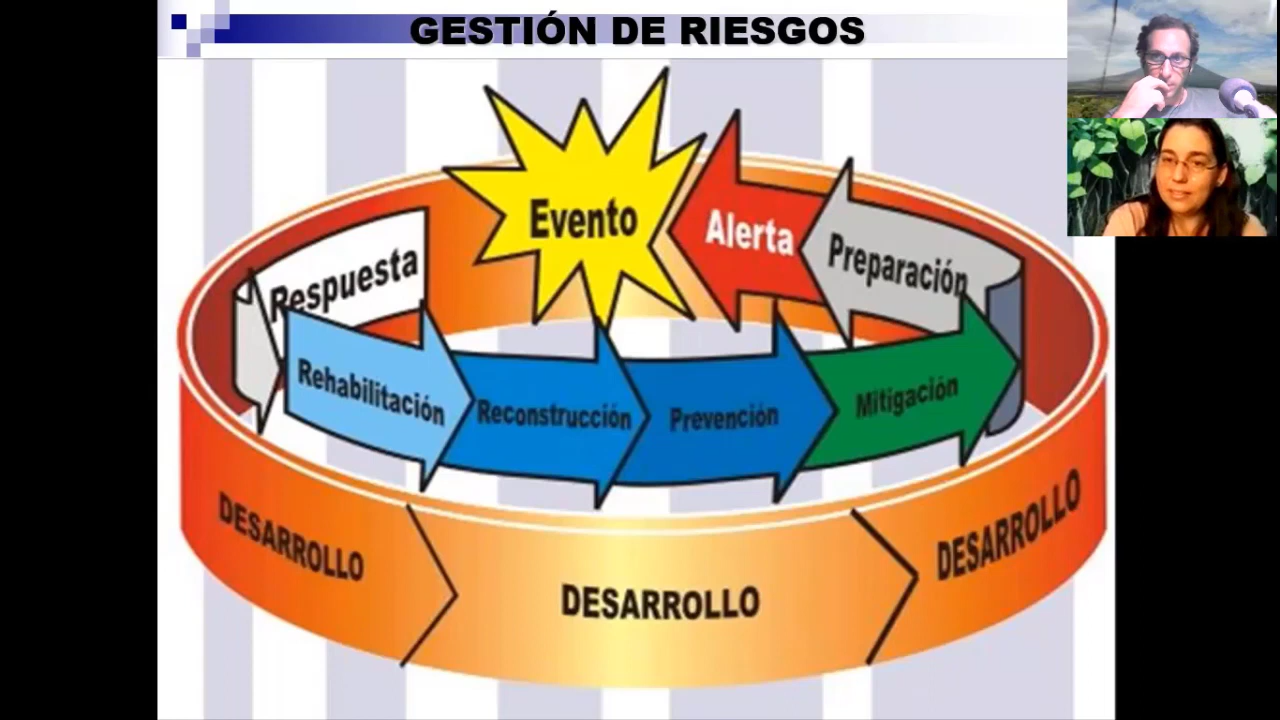 GESTIÓN DE RIESGOS
Evento
Alerta
Preparación
Respuesta
Rehabilitación
Reconstrucción
Prevención
Mitigación
DESARROLLO
DESARROLLO
DESARROLLO